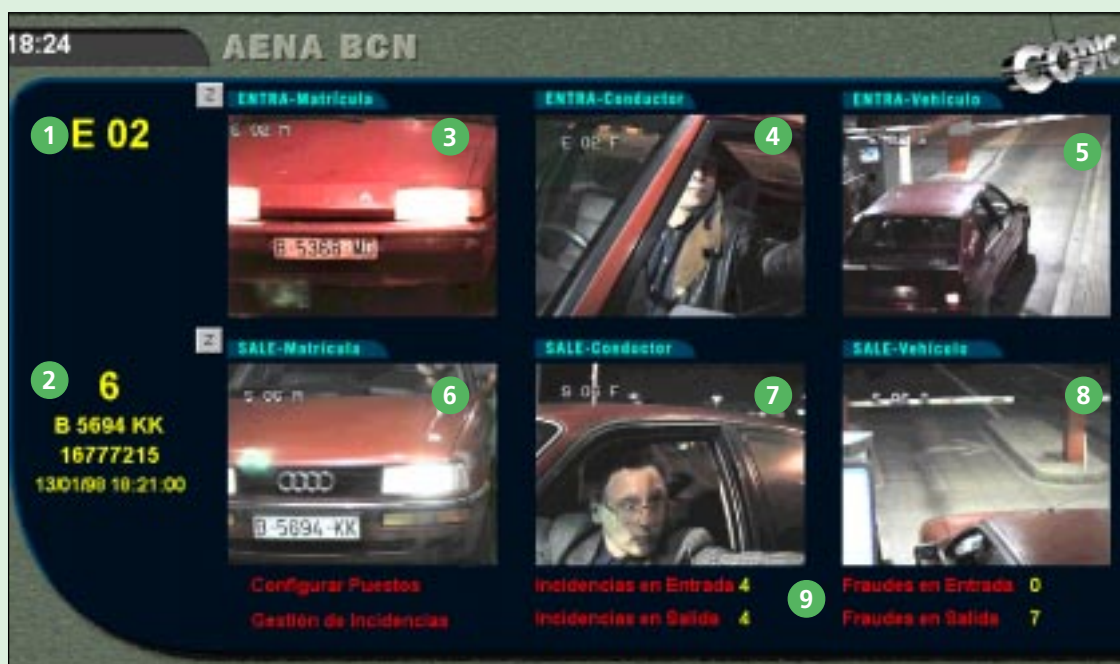 18:24
AENA BCN
Z
ENTRA-Matrícula
ENTRA-Conductor
ENTRA-Vehículo
1
E 02
E 02 M
3
E 02 F
4
5
Z
SALE-Matrícula
SALE-Conductor
SALE-Vehículo
2
6
B 5694 KK
16777215
13/01/98 18:21:00
S 06 M
6
B-5694-KK
S 06 F
7
8
Configurar Puestos
Incidencias en Entrada 4
Fraudes en Entrada 0
9
Gestión de Incidencias
Incidencias en Salida 4
Fraudes en Salida 7